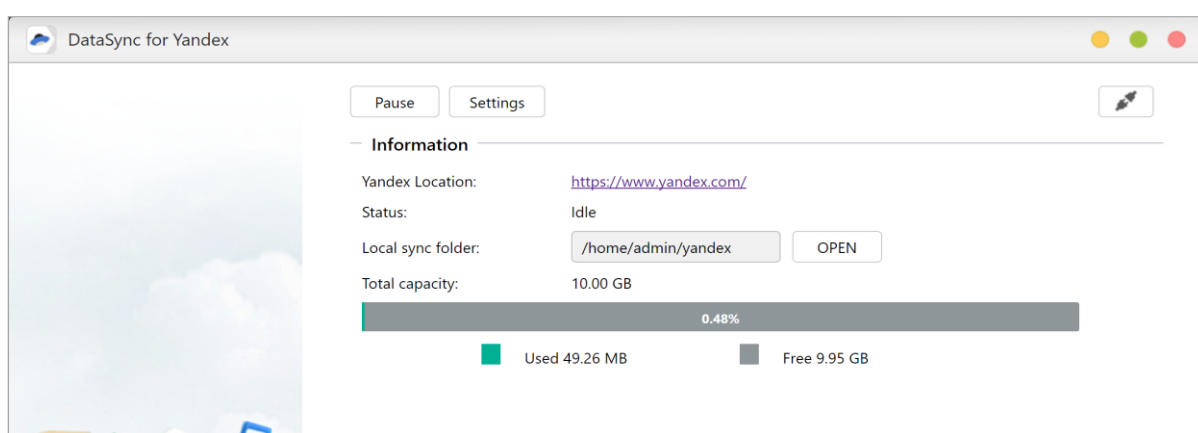 DataSync for Yandex
Pause Settings
Information
Yandex Location: https://www.yandex.com/
Status: Idle
Local sync folder: /home/admin/yandex OPEN
Total capacity: 10.00 GB
0.48%
Used 49.26 MB Free 9.95 GB